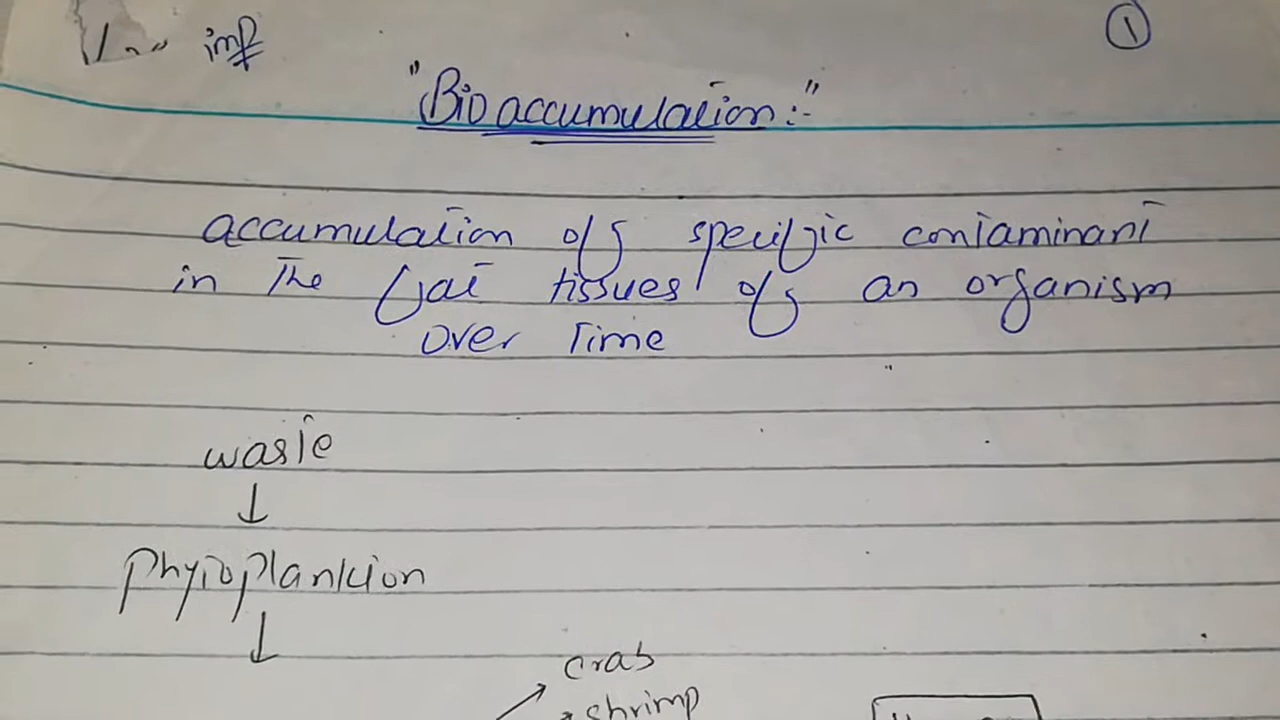 imp
①
"Bioaccumulation:-"
accumulation of specific contaminant
in the fat tissues of an organism
over time
waste
↓
phytoplankton
↓
crab
shrimp